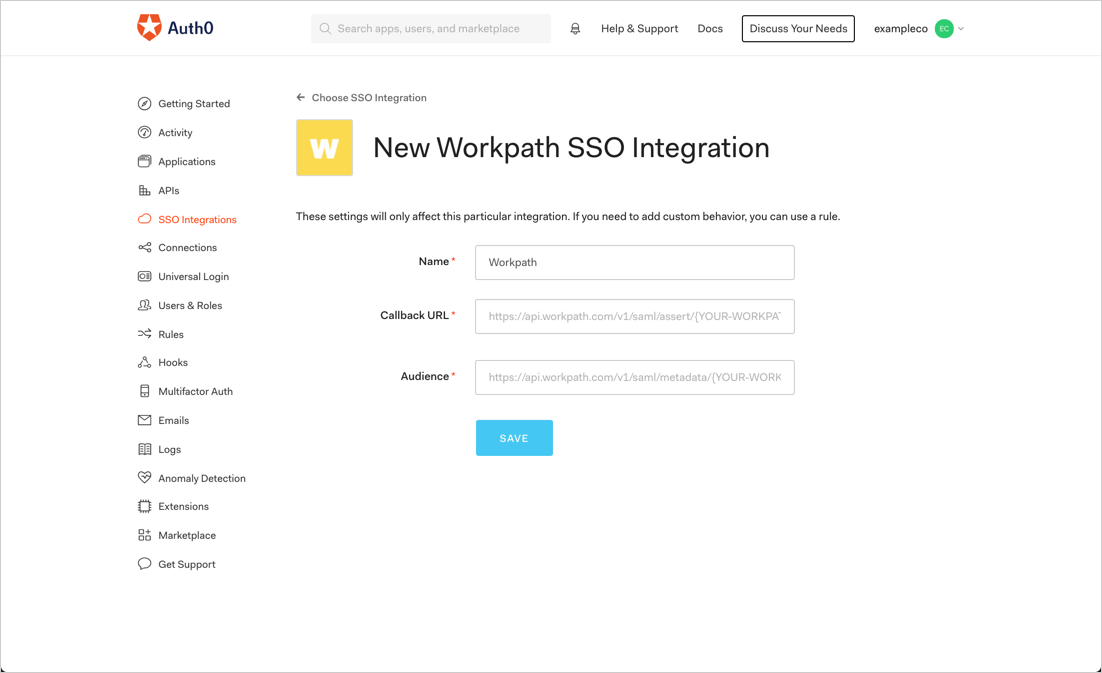 Auth0
Search apps, users, and marketplace
Help & Support
Docs
Discuss Your Needs
exampleco
EC
Getting Started
Activity
Applications
APIs
SSO Integrations
Connections
Universal Login
Users & Roles
Rules
Hooks
Multifactor Auth
Emails
Logs
Anomaly Detection
Extensions
Marketplace
Get Support
Choose SSO Integration
W
New Workpath SSO Integration
These settings will only affect this particular integration. If you need to add custom behavior, you can use a rule.
Name *
Workpath
Callback URL *
https://api.workpath.com/v1/saml/assert/{YOUR-WORKPAT
Audience *
https://api.workpath.com/v1/saml/metadata/{YOUR-WORK
SAVE